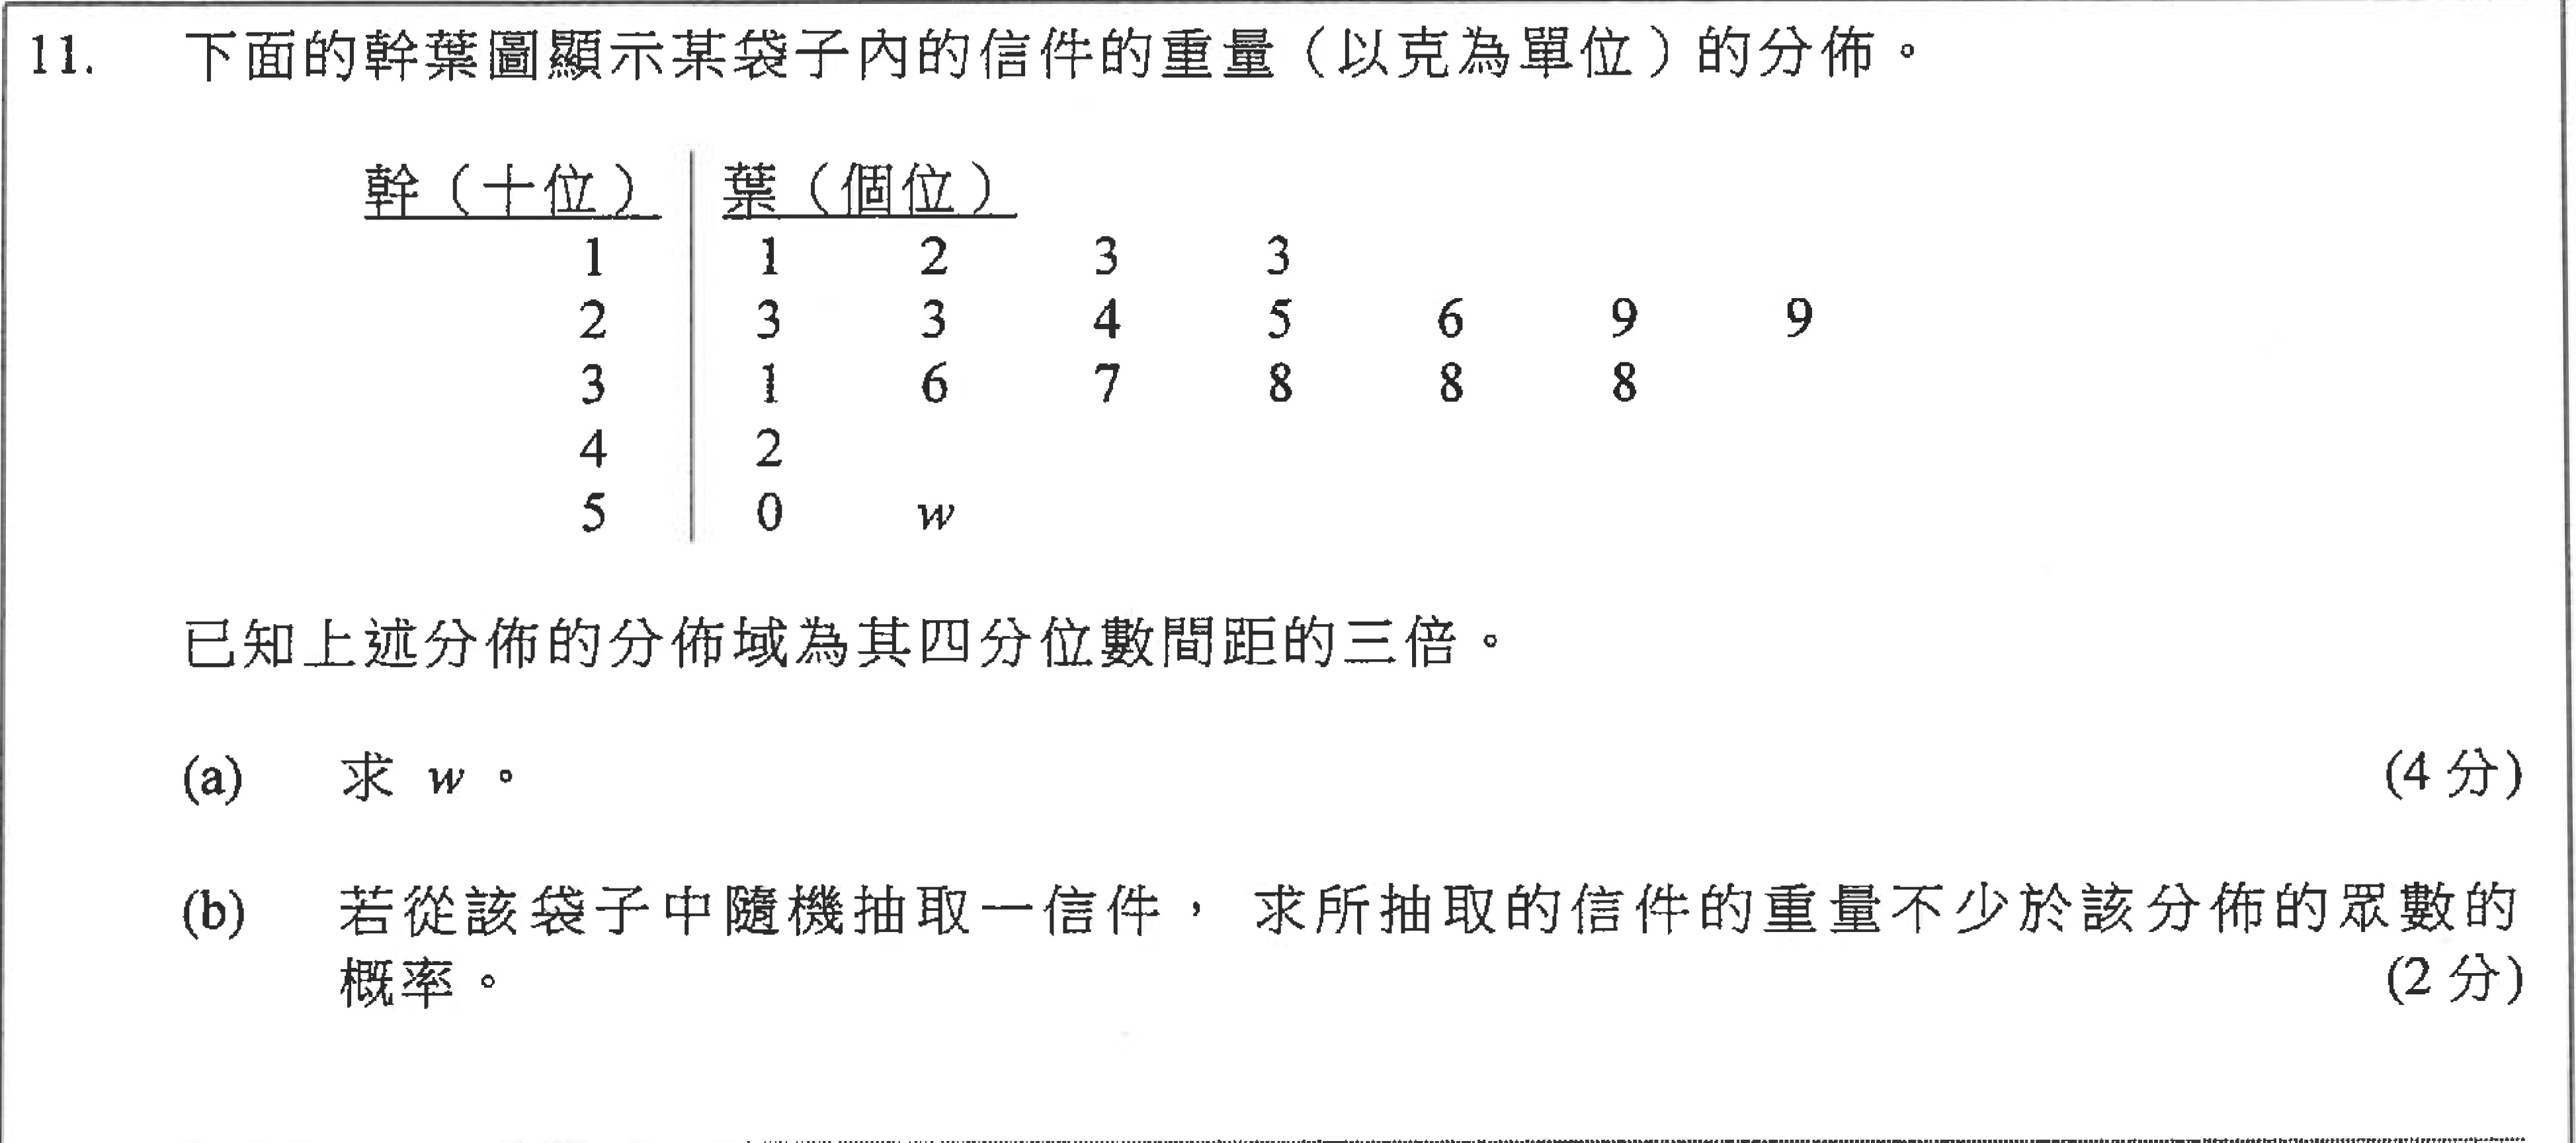 11. 下面的幹葉圖顯示某袋子內的信件的重量（以克為單位）的分佈。
幹（十位） 葉（個位）
1 1 2 3 3
2 3 3 4 5 6 9 9
3 1 6 7 8 8 8
4 2
5 0 w
已知上述分佈的分佈域為其四分位數間距的三倍。
(a) 求 w 。 (4 分)
(b) 若從該袋子中隨機抽取一信件， 求所抽取的信件的重量不少於該分佈的眾數的
概率。 (2 分)